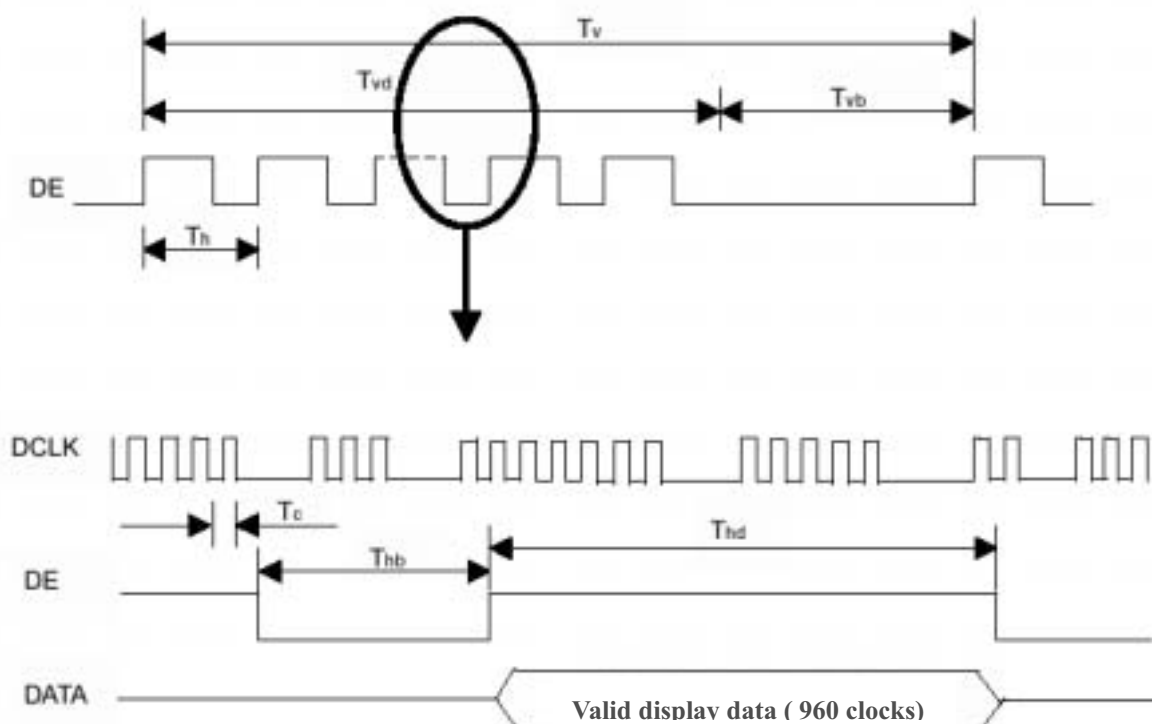 Tv
Tvd
Tvb
DE
Th
DCLK
Tc
Thd
Thb
DE
DATA
Valid display data ( 960 clocks)